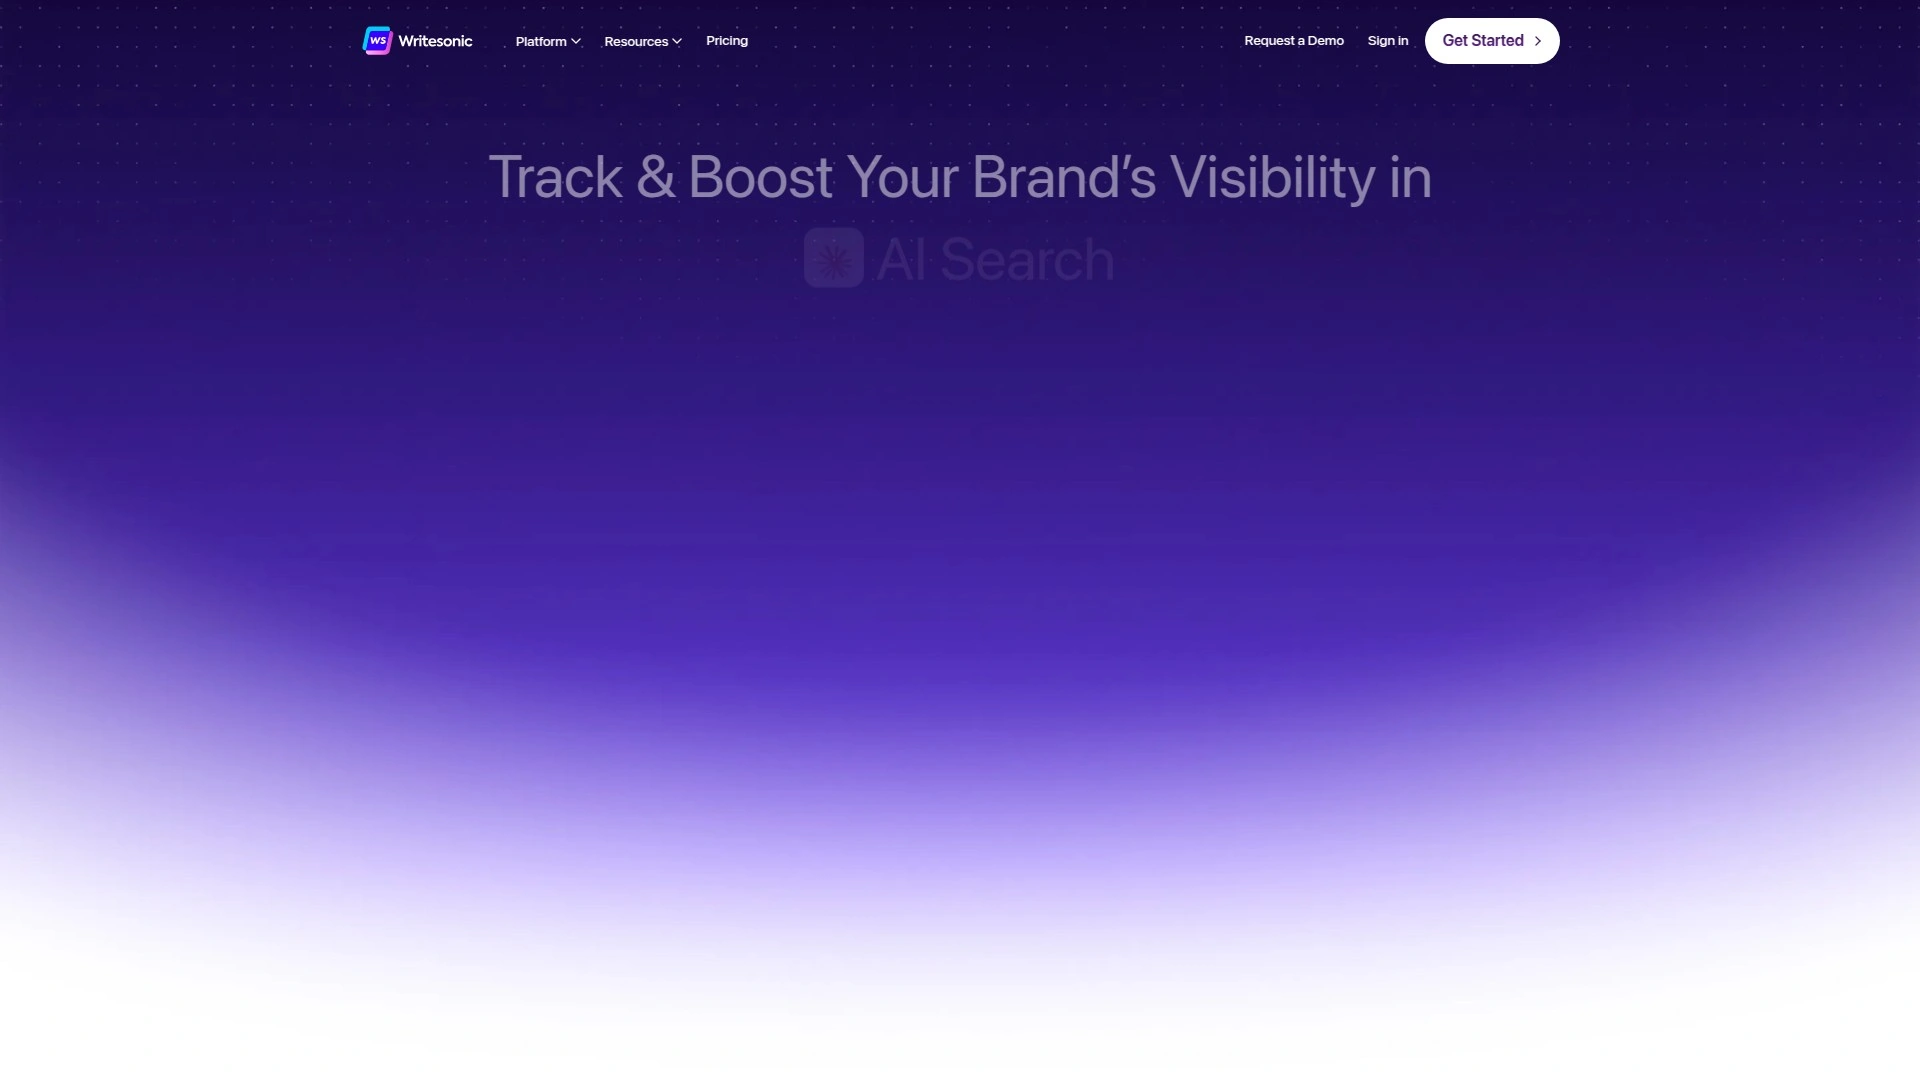 WS Writesonic Platform Resources Pricing Request a Demo Sign in Get Started
Track & Boost Your Brand’s Visibility in
AI Search